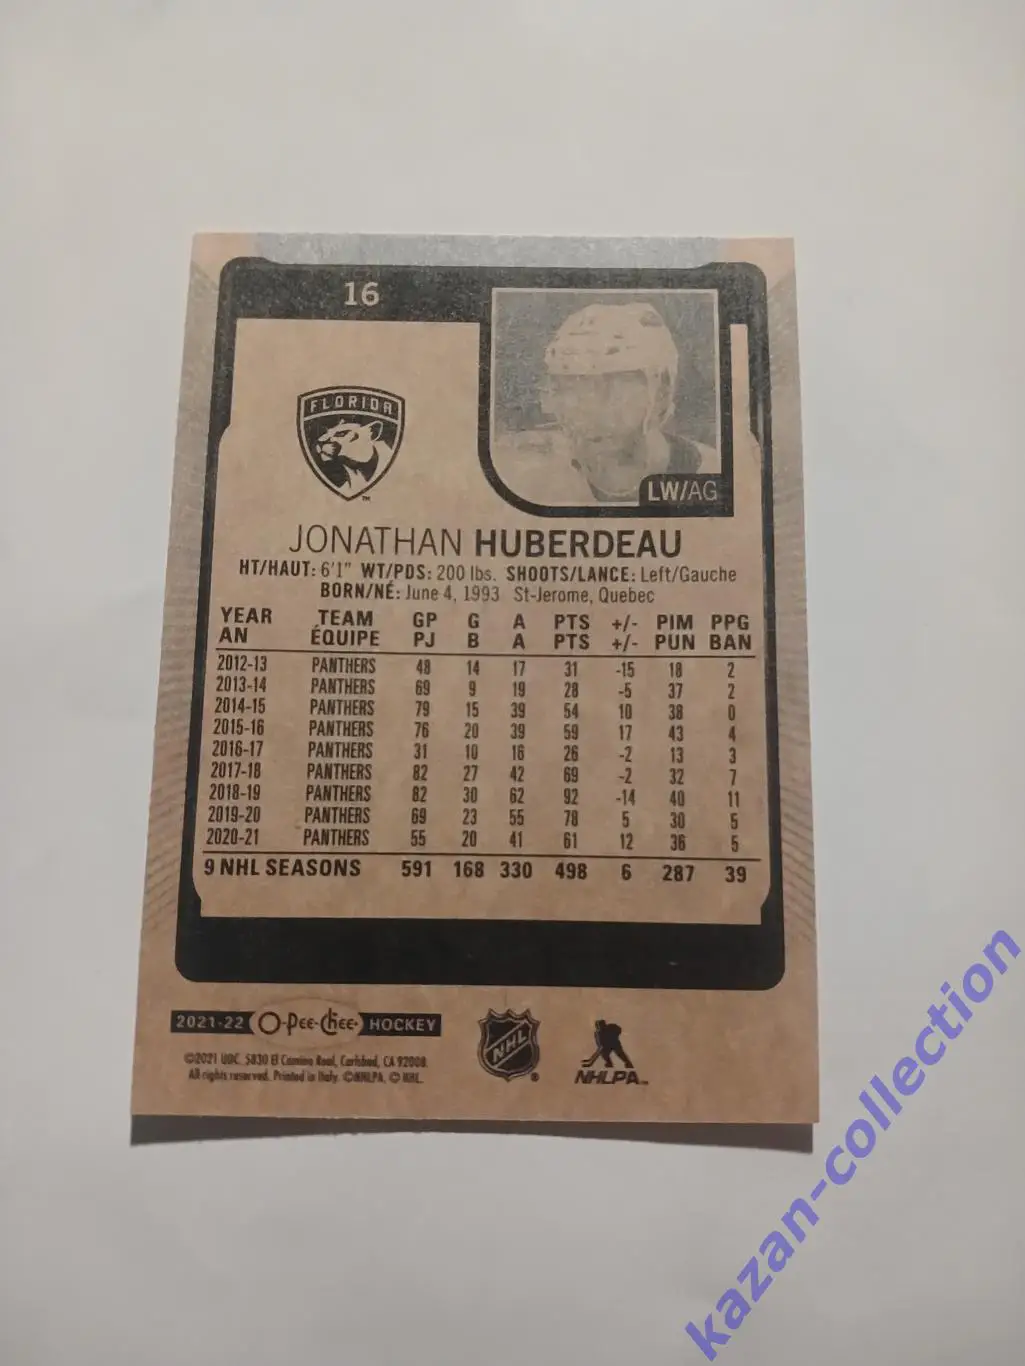 16
FLORIDA
TM
LW/AG
JONATHAN HUBERDEAU
HT/HAUT: 6'1" WT/PDS: 200 lbs. SHOOTS/LANCE: Left/Gauche
BORN/NÉ: June 4, 1993 St-Jerome, Quebec
YEAR TEAM GP G A PTS +/- PIM PPG
AN ÉQUIPE PJ B A PTS +/- PUN BAN
2012-13 PANTHERS 48 14 17 31 -15 18 2
2013-14 PANTHERS 69 9 19 28 -5 37 2
2014-15 PANTHERS 79 15 39 54 10 38 0
2015-16 PANTHERS 76 20 39 59 17 43 4
2016-17 PANTHERS 31 10 16 26 -2 13 3
2017-18 PANTHERS 82 27 42 69 -2 32 7
2018-19 PANTHERS 82 30 62 92 -14 40 11
2019-20 PANTHERS 69 23 55 78 5 30 5
2020-21 PANTHERS 55 20 41 61 12 36 5
9 NHL SEASONS 591 168 330 498 6 287 39
2021-22 O-Pee-Chee HOCKEY
©2021 UDC. 5830 El Camino Real, Carlsbad, CA 92008.
All rights reserved. Printed in Italy. ©NHLPA. © NHL.
NHL ®
NHLPA™
kazan-collection